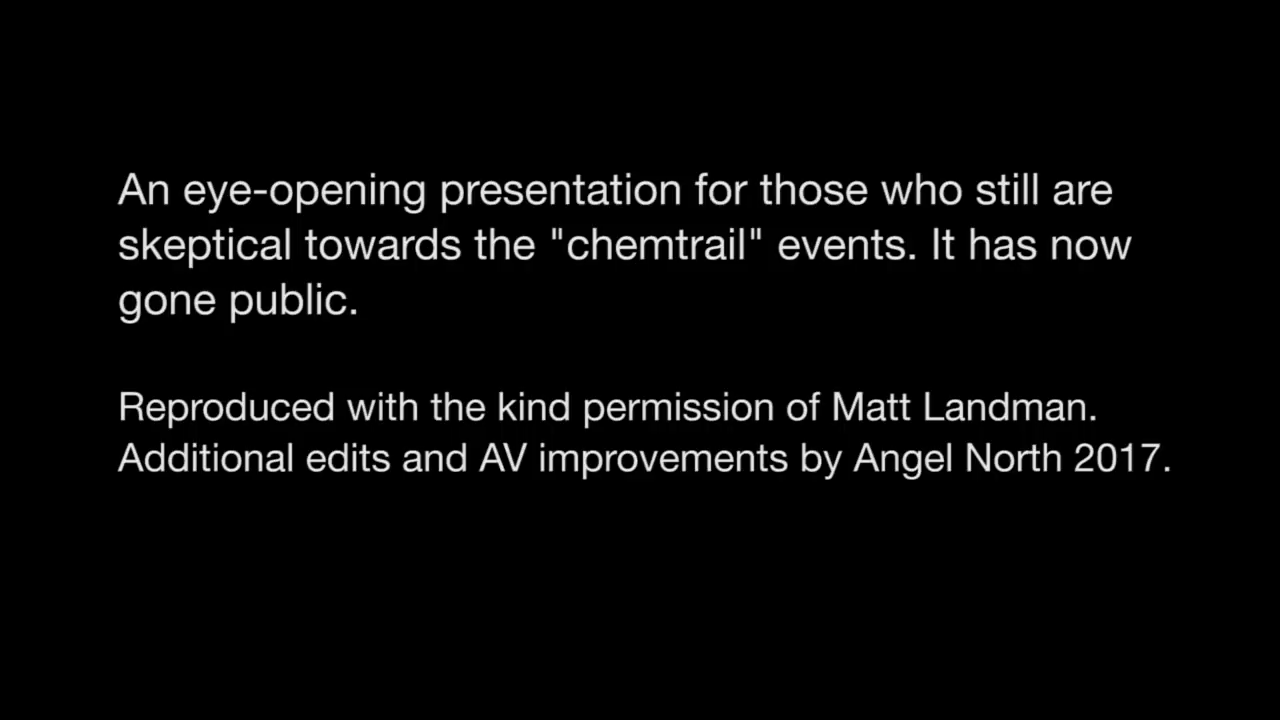 An eye-opening presentation for those who still are
skeptical towards the "chemtrail" events. It has now
gone public.
Reproduced with the kind permission of Matt Landman.
Additional edits and AV improvements by Angel North 2017.